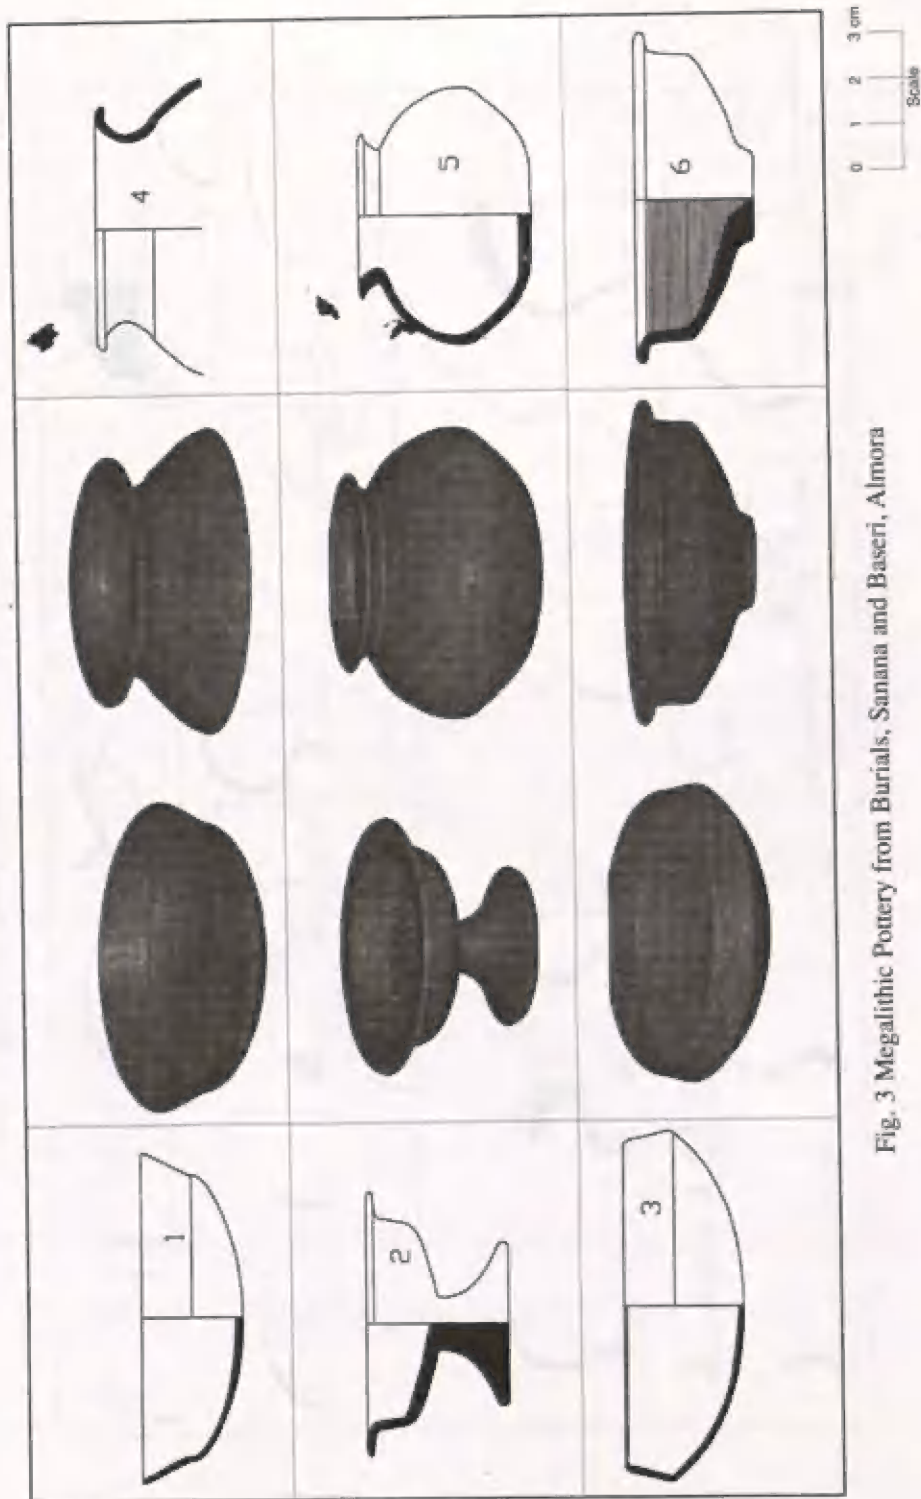 1
2
3
4
5
6
0 1 2 3 cm
Scale
Fig. 3 Megalithic Pottery from Burials, Sanana and Baseri, Almora